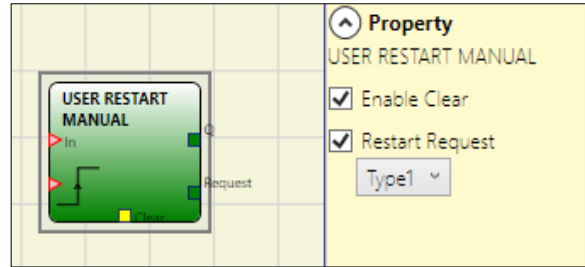 USER RESTART
MANUAL
In
Q
Request
Clear
Property
USER RESTART MANUAL
Enable Clear
Restart Request
Type1